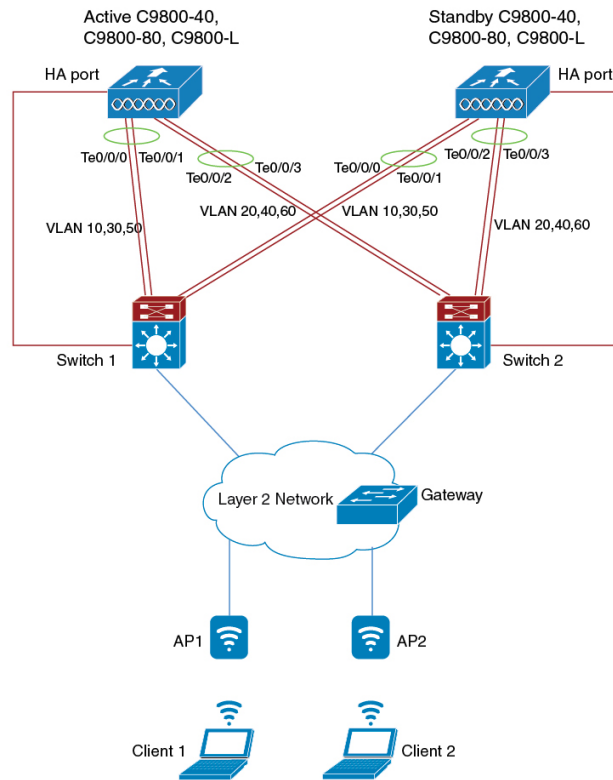 Active C9800-40,
C9800-80, C9800-L
Standby C9800-40,
C9800-80, C9800-L
HA port
HA port
Te0/0/0
Te0/0/1
Te0/0/2
Te0/0/3
Te0/0/0
Te0/0/1
Te0/0/2
Te0/0/3
VLAN 10,30,50
VLAN 20,40,60
VLAN 10,30,50
VLAN 20,40,60
Switch 1
Switch 2
Layer 2 Network
Gateway
AP1
AP2
Client 1
Client 2